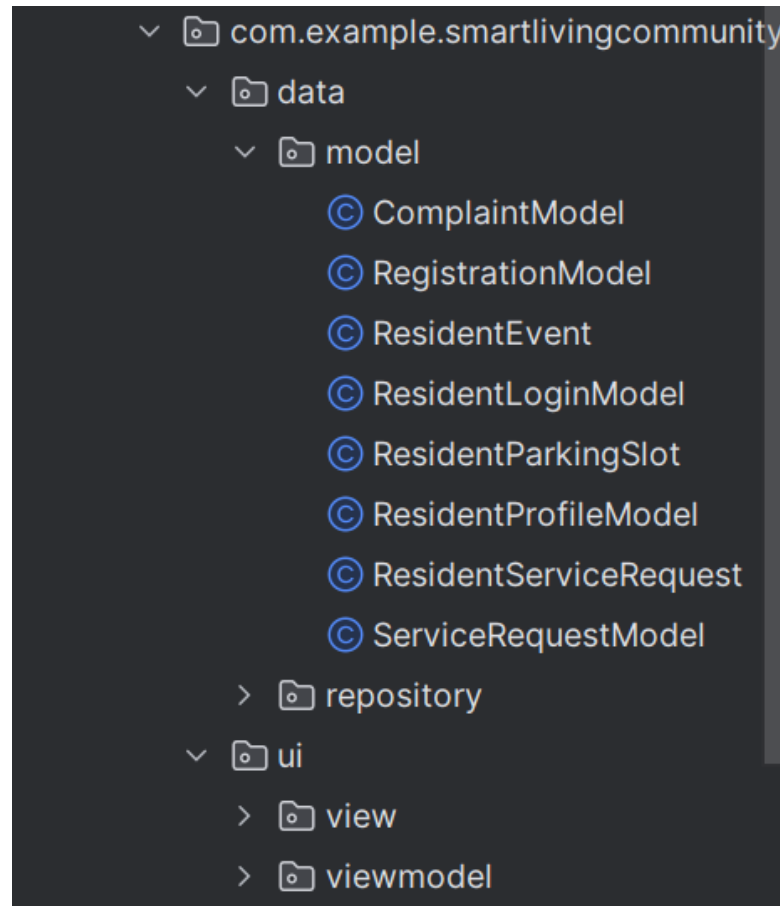 com.example.smartlivingcommunity
data
model
ComplaintModel
RegistrationModel
ResidentEvent
ResidentLoginModel
ResidentParkingSlot
ResidentProfileModel
ResidentServiceRequest
ServiceRequestModel
repository
ui
view
viewmodel